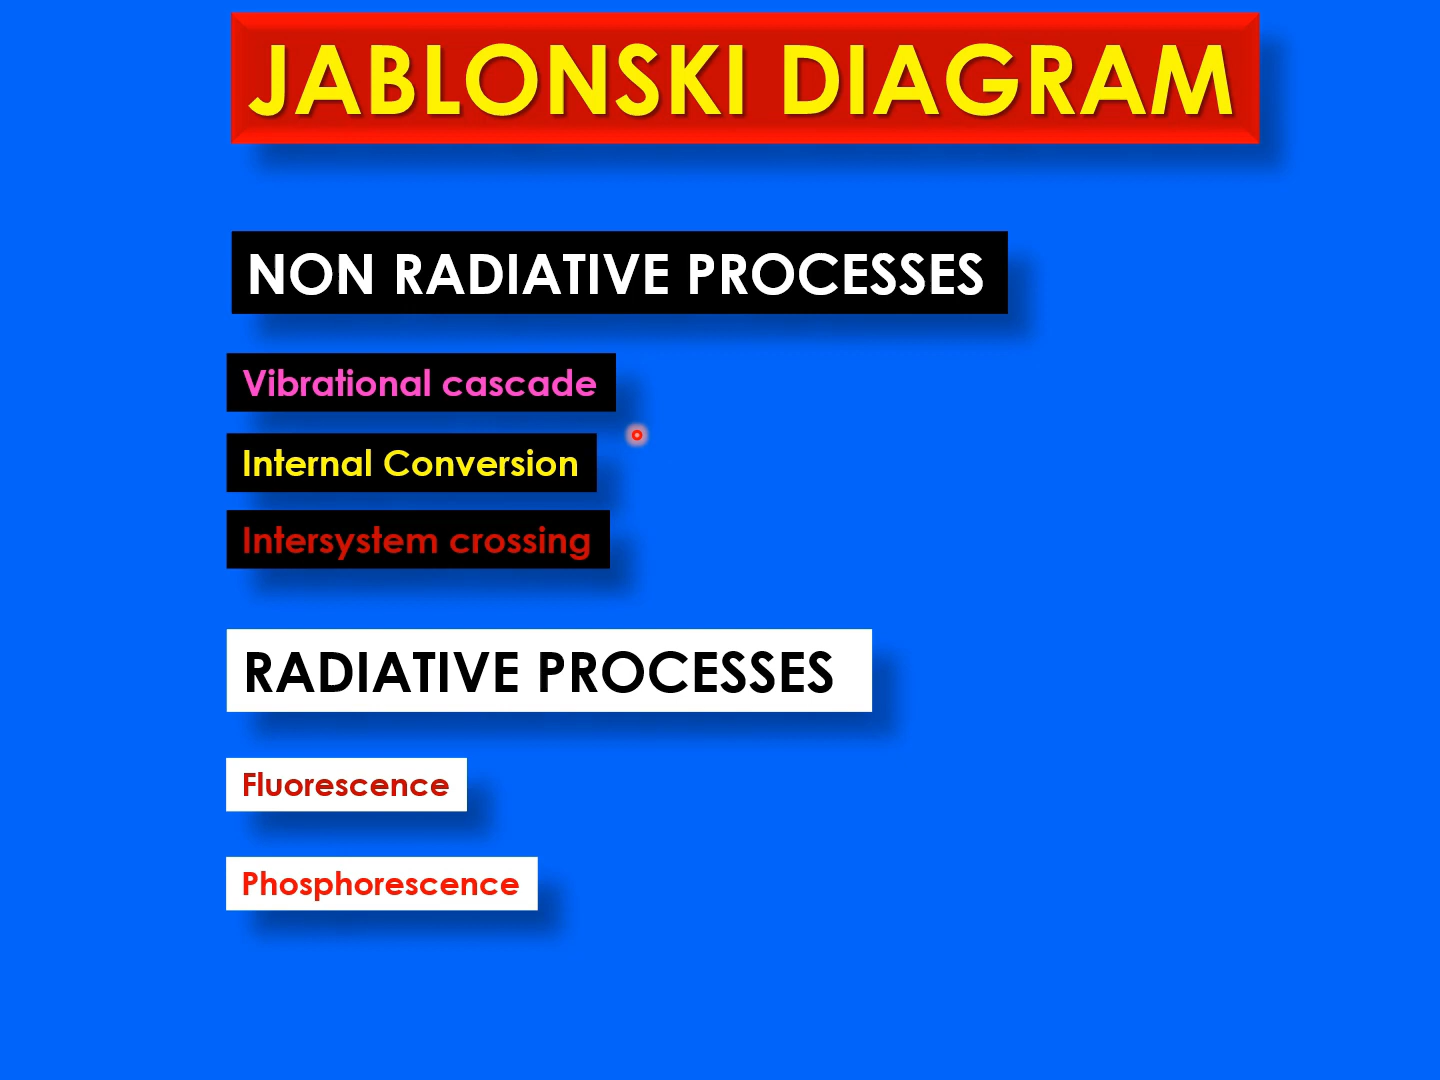 JABLONSKI DIAGRAM
NON RADIATIVE PROCESSES
Vibrational cascade
Internal Conversion
Intersystem crossing
RADIATIVE PROCESSES
Fluorescence
Phosphorescence